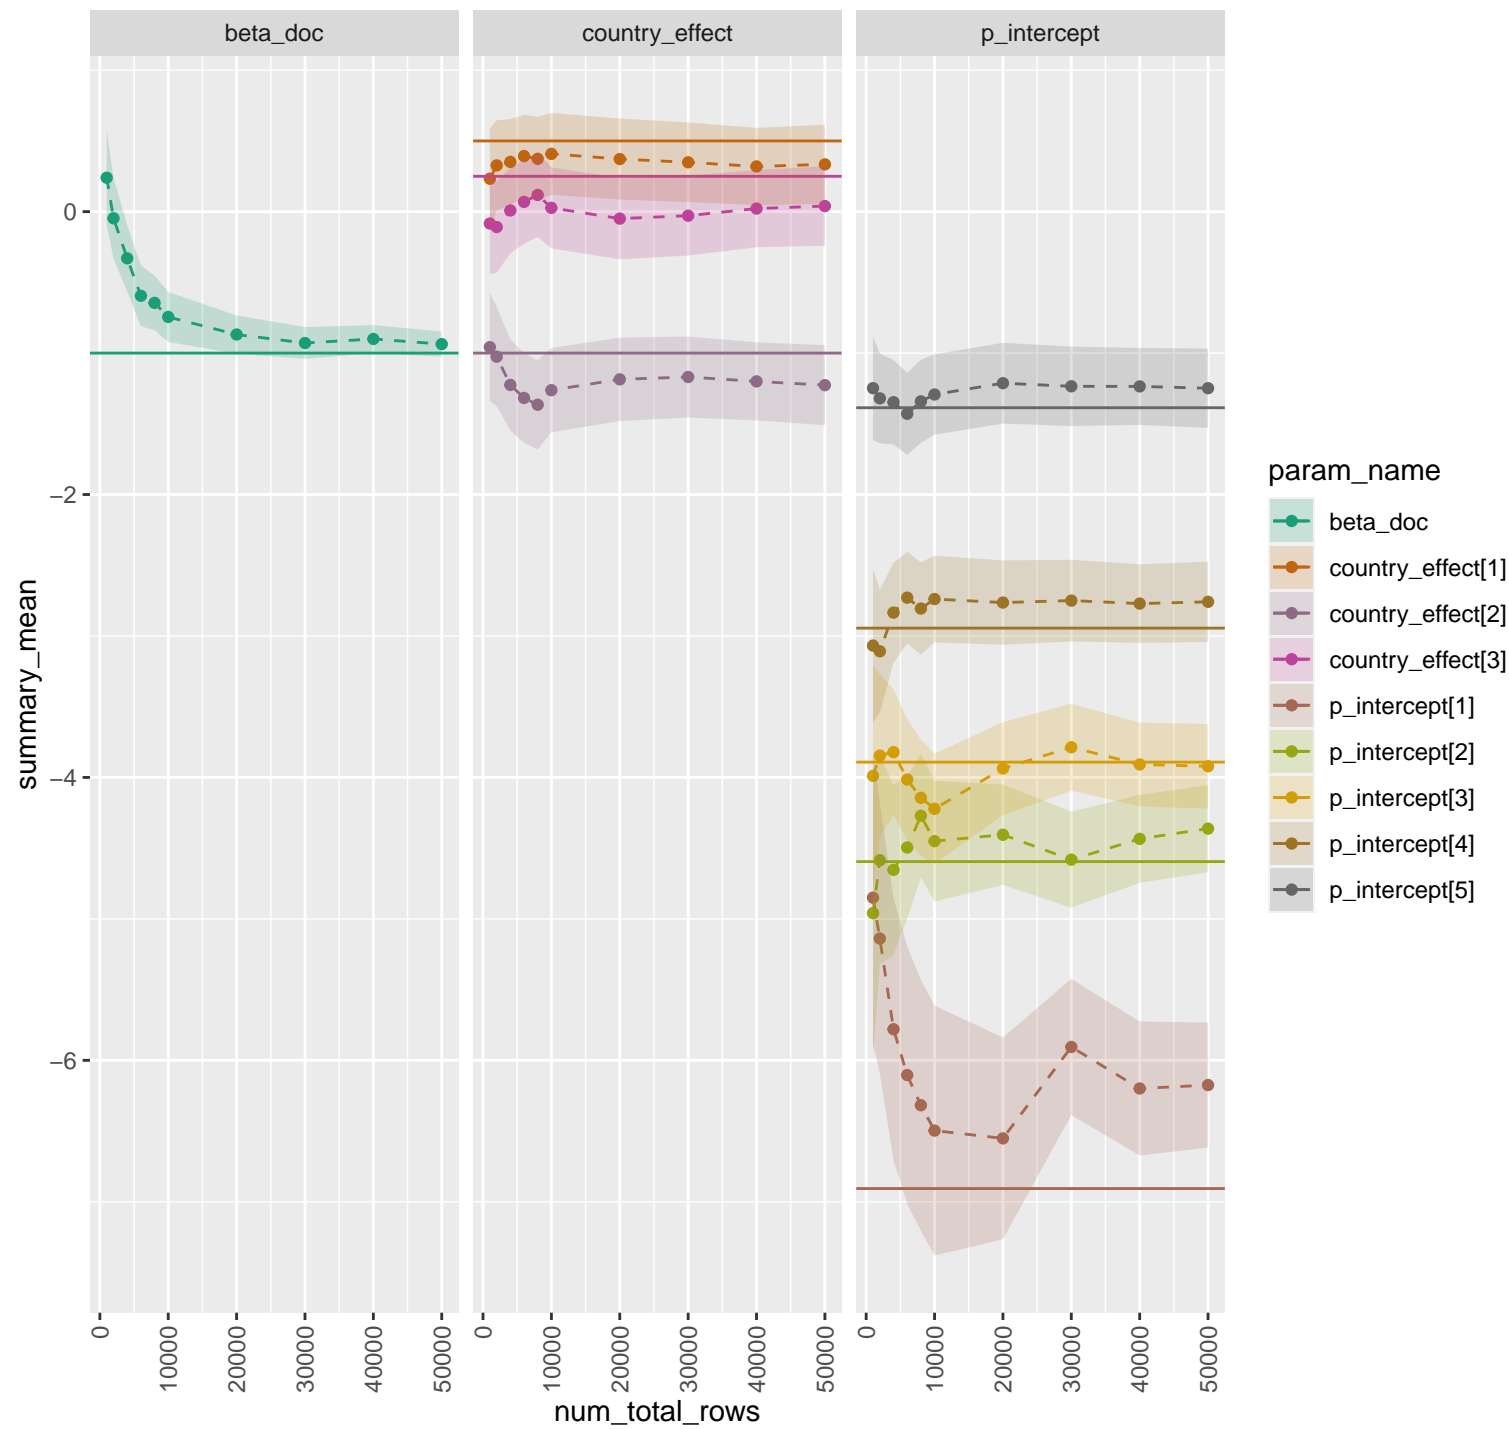 beta_doc
country_effect
p_intercept
0
−2
−4
−6
summary_mean
0
10000
20000
30000
40000
50000
0
10000
20000
30000
40000
50000
0
10000
20000
30000
40000
50000
num_total_rows
param_name
beta_doc
country_effect[1]
country_effect[2]
country_effect[3]
p_intercept[1]
p_intercept[2]
p_intercept[3]
p_intercept[4]
p_intercept[5]